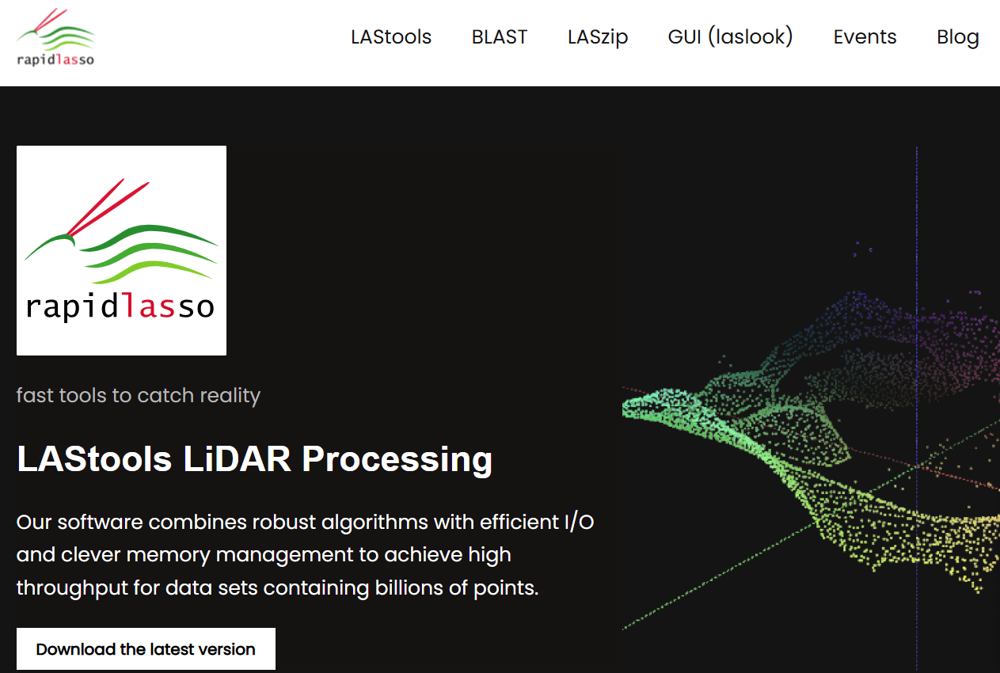 rapidlasso
LAStools BLAST LASzip GUI (laslook) Events Blog
rapidlasso
fast tools to catch reality
LAStools LiDAR Processing
Our software combines robust algorithms with efficient I/O
and clever memory management to achieve high
throughput for data sets containing billions of points.
Download the latest version